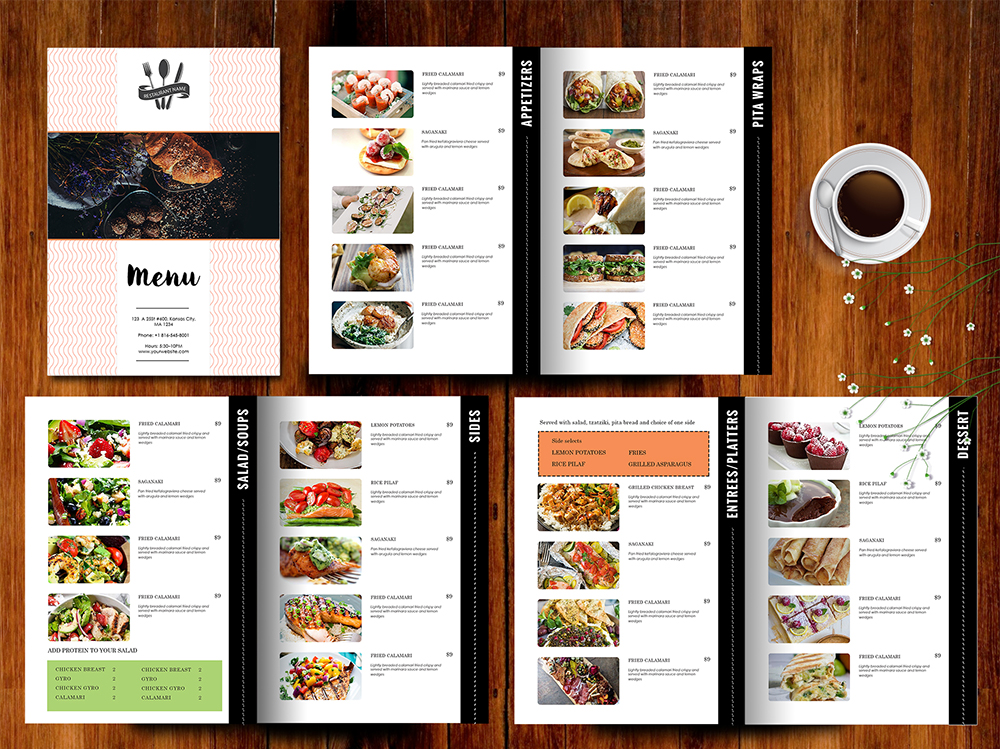 RESTAURANT NAME
Menu
123 A 2501 #600, Kansas City,
MA 1234
Phone: +1 816-548-8001
Hours: 5:30-10PM
www.yourwebsite.com
APPETIZERS
FRIED CALAMARI $9
Lightly breaded calamari fried crispy and
served with marinara sauce and lemon
wedges
SAGANAKI $9
Pan fried kefalograviera cheese served
with arugula and lemon wedges
FRIED CALAMARI $9
Lightly breaded calamari fried crispy and
served with marinara sauce and lemon
wedges
FRIED CALAMARI $9
Lightly breaded calamari fried crispy and
served with marinara sauce and lemon
wedges
FRIED CALAMARI $9
Lightly breaded calamari fried crispy and
served with marinara sauce and lemon
wedges
PITA WRAPS
FRIED CALAMARI $9
Lightly breaded calamari fried crispy and
served with marinara sauce and lemon
wedges
SAGANAKI $9
Pan fried kefalograviera cheese served
with arugula and lemon wedges
FRIED CALAMARI $9
Lightly breaded calamari fried crispy and
served with marinara sauce and lemon
wedges
FRIED CALAMARI $9
Lightly breaded calamari fried crispy and
served with marinara sauce and lemon
wedges
FRIED CALAMARI $9
Lightly breaded calamari fried crispy and
served with marinara sauce and lemon
wedges
SALAD/SOUPS
FRIED CALAMARI $9
Lightly breaded calamari fried crispy and
served with marinara sauce and lemon
wedges
SAGANAKI $9
Pan fried kefalograviera cheese served
with arugula and lemon wedges
FRIED CALAMARI $9
Lightly breaded calamari fried crispy and
served with marinara sauce and lemon
wedges
FRIED CALAMARI $9
Lightly breaded calamari fried crispy and
served with marinara sauce and lemon
wedges
ADD PROTEIN TO YOUR SALAD
CHICKEN BREAST 2 CHICKEN BREAST 2
GYRO 2 GYRO 2
CHICKEN GYRO 2 CHICKEN GYRO 2
CALAMARI 2 CALAMARI 2
SIDES
LEMON POTATOES $9
Lightly breaded calamari fried crispy and
served with marinara sauce and lemon
wedges
RICE PILAF $9
Lightly breaded calamari fried crispy and
served with marinara sauce and lemon
wedges
SAGANAKI $9
Pan fried kefalograviera cheese served
with arugula and lemon wedges
FRIED CALAMARI $9
Lightly breaded calamari fried crispy and
served with marinara sauce and lemon
wedges
FRIED CALAMARI $9
Lightly breaded calamari fried crispy and
served with marinara sauce and lemon
wedges
ENTREES/PLATTERS
Served with salad, tzatziki, pita bread and choice of one side
Side selects
LEMON POTATOES FRIES
RICE PILAF GRILLED ASPARAGUS
GRILLED CHICKEN BREAST $9
Lightly breaded calamari fried crispy and
served with marinara sauce and lemon
wedges
SAGANAKI $9
Pan fried kefalograviera cheese served
with arugula and lemon wedges
FRIED CALAMARI $9
Lightly breaded calamari fried crispy and
served with marinara sauce and lemon
wedges
FRIED CALAMARI $9
Lightly breaded calamari fried crispy and
served with marinara sauce and lemon
wedges
DESSERT
LEMON POTATOES
Lightly breaded calamari fried crispy and
served with marinara sauce and lemon
wedges
RICE PILAF $9
Lightly breaded calamari fried crispy and
served with marinara sauce and lemon
wedges
SAGANAKI $9
Pan fried kefalograviera cheese served
with arugula and lemon wedges
FRIED CALAMARI $9
Lightly breaded calamari fried crispy and
served with marinara sauce and lemon
wedges
FRIED CALAMARI $9
Lightly breaded calamari fried crispy and
served with marinara sauce and lemon
wedges